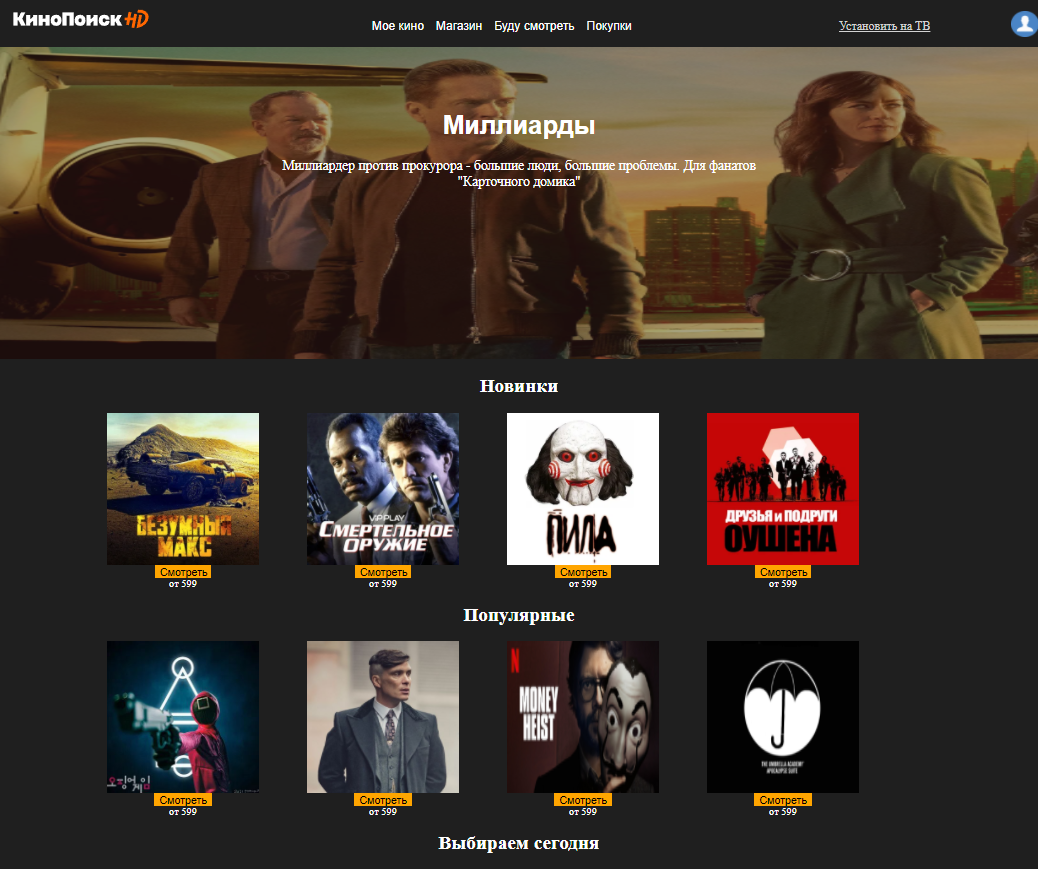 КиноПоиск HD
Мое кино Магазин Буду смотреть Покупки
Установить на ТВ
Миллиарды
Миллиардер против прокурора - большие люди, большие проблемы. Для фанатов
"Карточного домика"
Новинки
БЕЗУМНЫЙ
МАКС
VIPPLAY
СМЕРТЕЛЬНОЕ
ОРУЖИЕ
ПИЛА
ДРУЗЬЯ и ПОДРУГИ
ОУШЕНА
Смотреть Смотреть Смотреть Смотреть
от 599 от 599 от 599 от 599
Популярные
오징어 게임
N
MONEY
HEIST
THE UMBRELLA ACADEMY
APOCALYPSE SUITE
Смотреть Смотреть Смотреть Смотреть
от 599 от 599 от 599 от 599
Выбираем сегодня